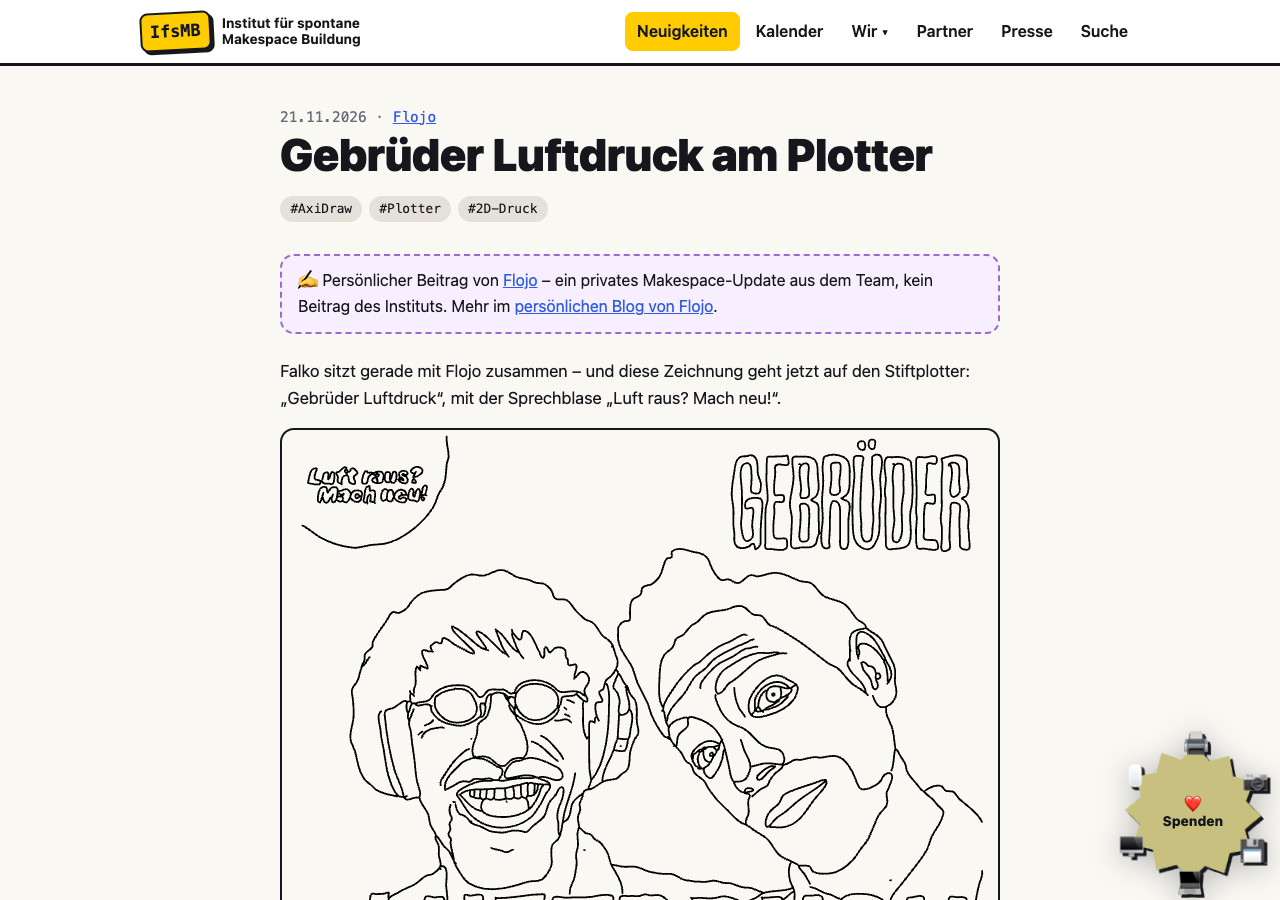 IfsMB
Institut für spontane
Makespace Buildung
Neuigkeiten
Kalender
Wir ▾
Partner
Presse
Suche
21.11.2026 · Flojo
Gebrüder Luftdruck am Plotter
#AxiDraw
#Plotter
#2D-Druck
✍️ Persönlicher Beitrag von Flojo – ein privates Makespace-Update aus dem Team, kein
Beitrag des Instituts. Mehr im persönlichen Blog von Flojo.
Falko sitzt gerade mit Flojo zusammen – und diese Zeichnung geht jetzt auf den Stiftplotter:
„Gebrüder Luftdruck“, mit der Sprechblase „Luft raus? Mach neu!“.
Luft raus?
Mach neu!
GEBRÜDER
❤️
Spenden